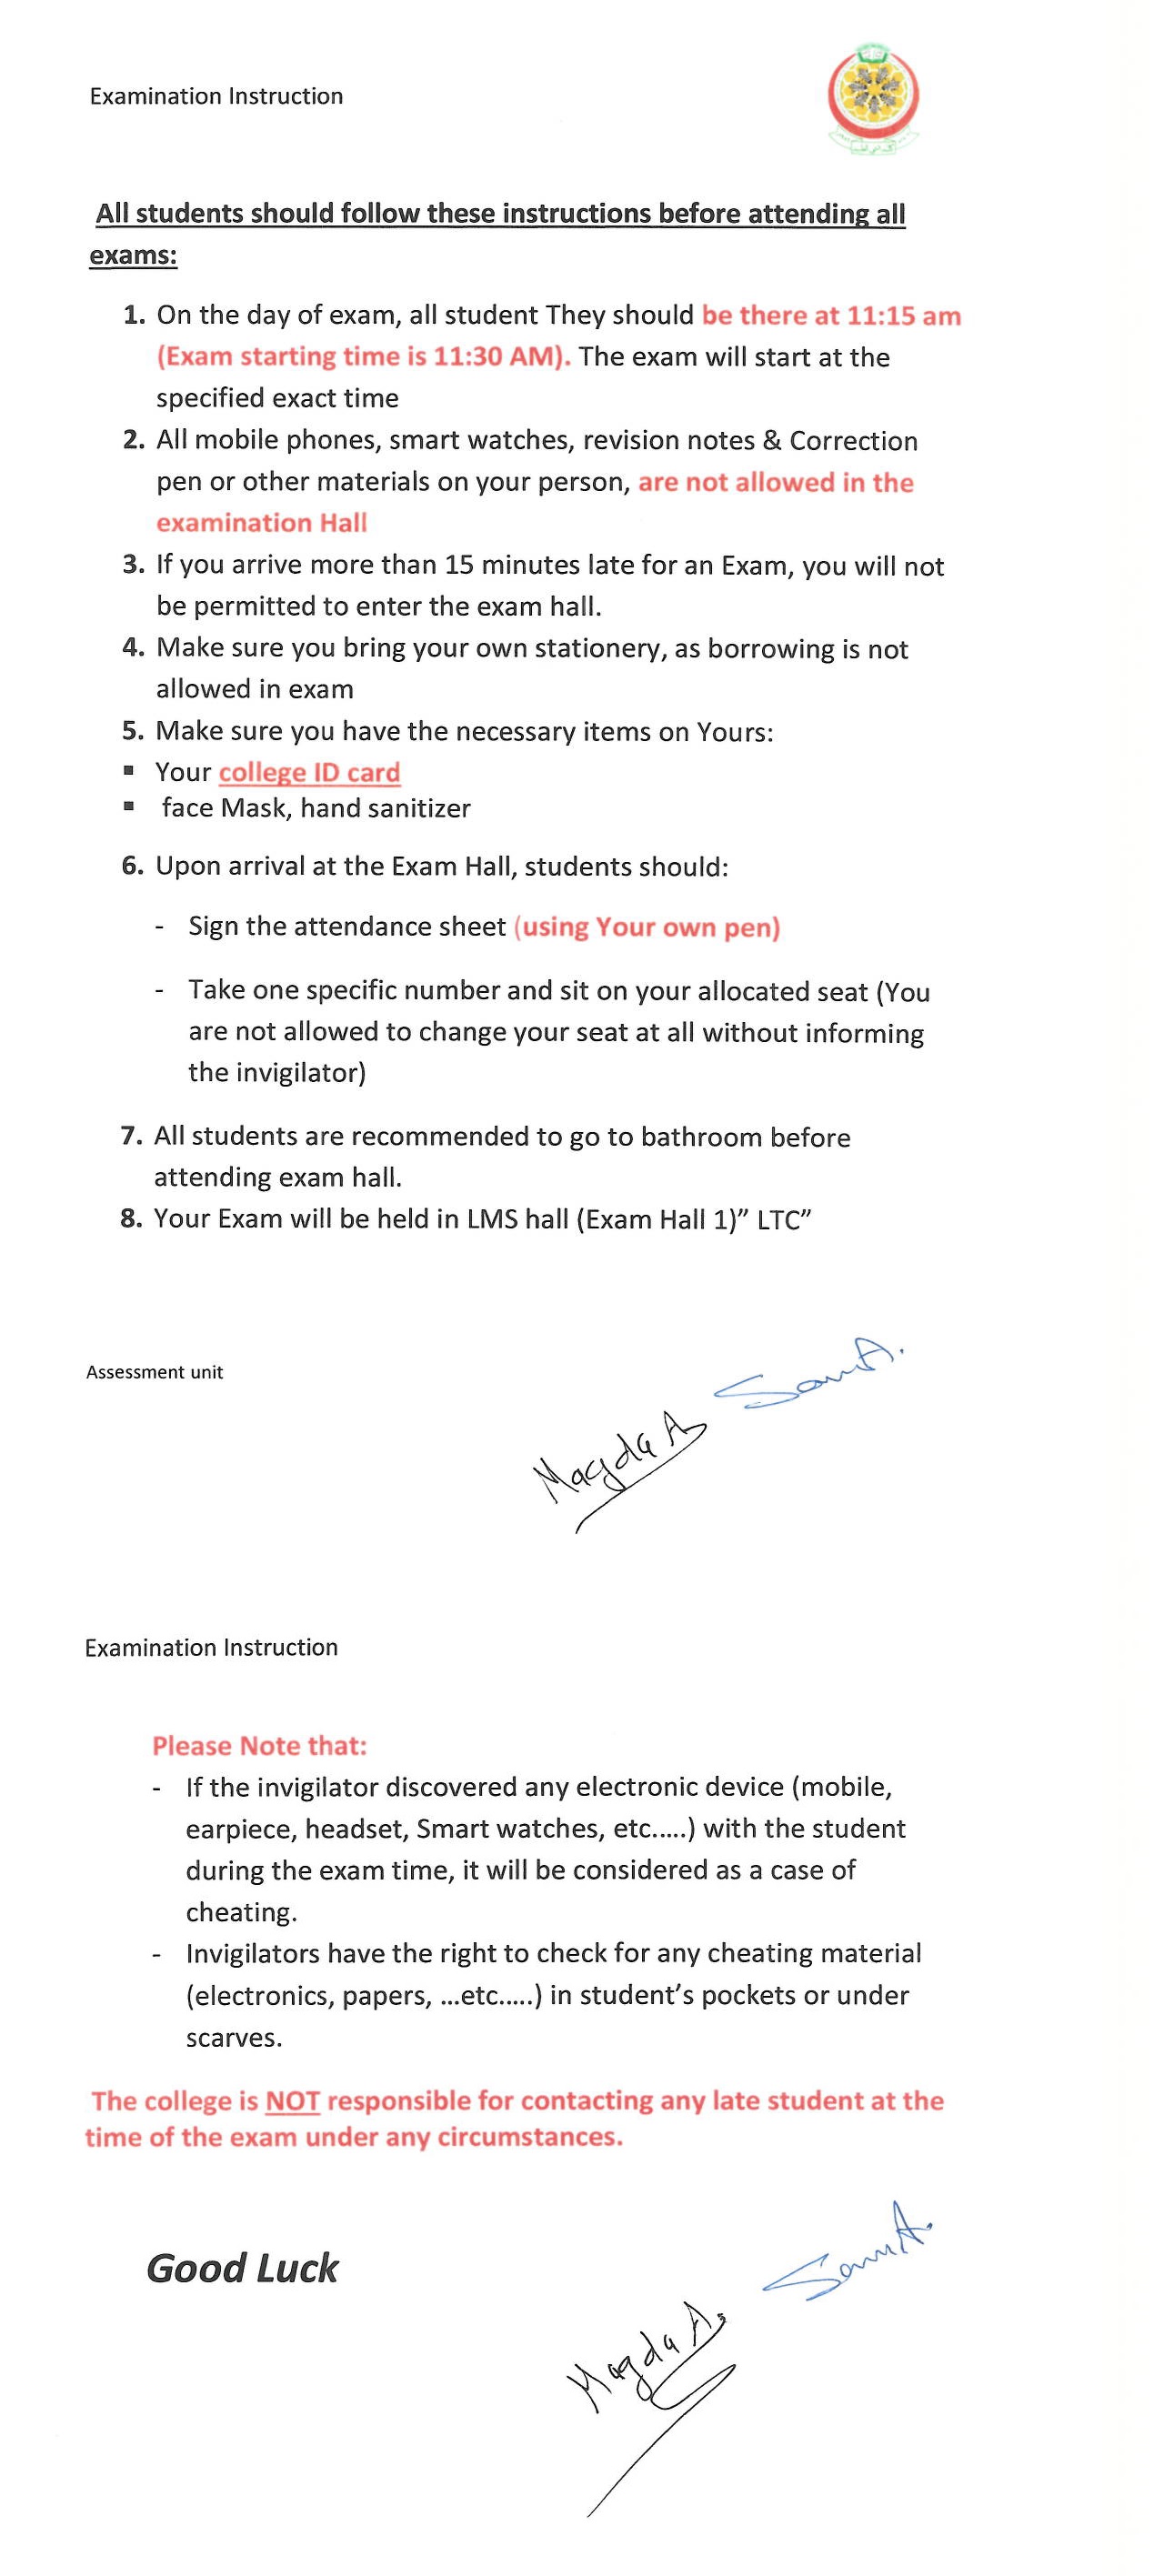 Examination Instruction
All students should follow these instructions before attending all
exams:
1. On the day of exam, all student They should be there at 11:15 am
(Exam starting time is 11:30 AM). The exam will start at the
specified exact time
2. All mobile phones, smart watches, revision notes & Correction
pen or other materials on your person, are not allowed in the
examination Hall
3. If you arrive more than 15 minutes late for an Exam, you will not
be permitted to enter the exam hall.
4. Make sure you bring your own stationery, as borrowing is not
allowed in exam
5. Make sure you have the necessary items on Yours:
▪ Your college ID card
▪ face Mask, hand sanitizer
6. Upon arrival at the Exam Hall, students should:
- Sign the attendance sheet (using Your own pen)
- Take one specific number and sit on your allocated seat (You
are not allowed to change your seat at all without informing
the invigilator)
7. All students are recommended to go to bathroom before
attending exam hall.
8. Your Exam will be held in LMS hall (Exam Hall 1)” LTC”
Assessment unit
Magda A
Examination Instruction
Please Note that:
- If the invigilator discovered any electronic device (mobile,
earpiece, headset, Smart watches, etc.....) with the student
during the exam time, it will be considered as a case of
cheating.
- Invigilators have the right to check for any cheating material
(electronics, papers, ...etc.....) in student’s pockets or under
scarves.
The college is NOT responsible for contacting any late student at the
time of the exam under any circumstances.
Good Luck
Magda A.